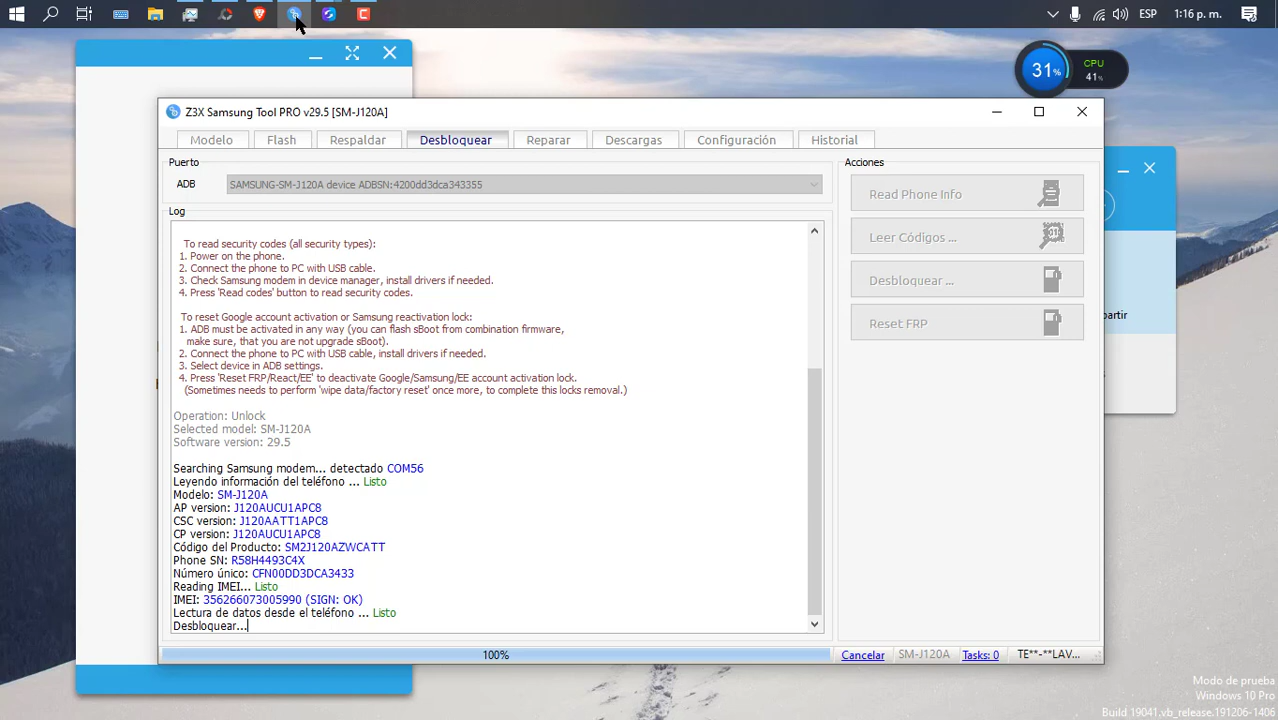 ESP
1:16 p. m.
31%
CPU
41%
Z3X Samsung Tool PRO v29.5 [SM-J120A]
Modelo
Flash
Respaldar
Desbloquear
Reparar
Descargas
Configuración
Historial
Puerto
ADB
SAMSUNG-SM-J120A device ADBSN:4200dd3dca343355
Log
To read security codes (all security types):
1. Power on the phone.
2. Connect the phone to PC with USB cable.
3. Check Samsung modem in device manager, install drivers if needed.
4. Press 'Read codes' button to read security codes.
To reset Google account activation or Samsung reactivation lock:
1. ADB must be activated in any way (you can flash sBoot from combination firmware,
make sure, that you are not upgrade sBoot).
2. Connect the phone to PC with USB cable, install drivers if needed.
3. Select device in ADB settings.
4. Press 'Reset FRP/React/EE' to deactivate Google/Samsung/EE account activation lock.
(Sometimes needs to perform 'wipe data/factory reset' once more, to complete this locks removal.)
Operation: Unlock
Selected model: SM-J120A
Software version: 29.5
Searching Samsung modem... detectado COM56
Leyendo información del teléfono ... Listo
Modelo: SM-J120A
AP version: J120AUCU1APC8
CSC version: J120AATT1APC8
CP version: J120AUCU1APC8
Código del Producto: SM2J120AZWCATT
Phone SN: R58H4493C4X
Número único: CFN00DD3DCA3433
Reading IMEI... Listo
IMEI: 356266073005990 (SIGN: OK)
Lectura de datos desde el teléfono ... Listo
Desbloquear...
Acciones
Read Phone Info
Leer Códigos ...
Desbloquear ...
Reset FRP
100%
Cancelar
SM-J120A
Tasks: 0
TE**-**LAV...
artir
Modo de prueba
Windows 10 Pro
Build 19041.vb_release.191206-1406